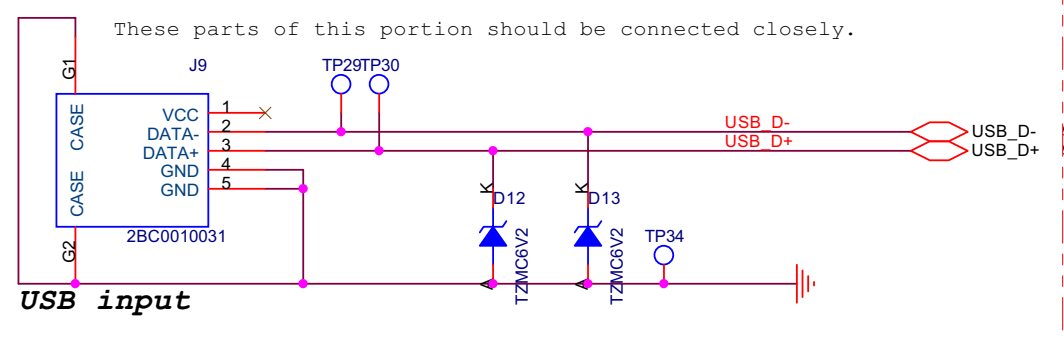 These parts of this portion should be connected closely.
G1
J9
TP29 TP30
CASE
VCC 1
DATA- 2
DATA+ 3
GND 4
GND 5
CASE
USB_D-
USB_D+
USB_D-
USB_D+
K
D12
K
D13
2BC0010031
G2
TZMC6V2
TZMC6V2
TP34
A
A
USB input